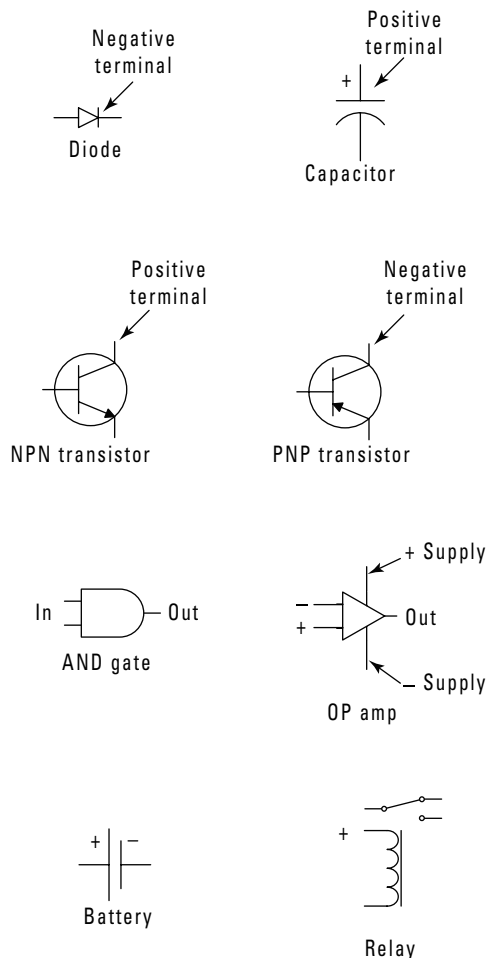 Negative
terminal
Diode
Positive
terminal
+
Capacitor
Positive
terminal
NPN transistor
Negative
terminal
PNP transistor
In
Out
AND gate
+ Supply
–
+
Out
– Supply
OP amp
+ –
Battery
+
Relay